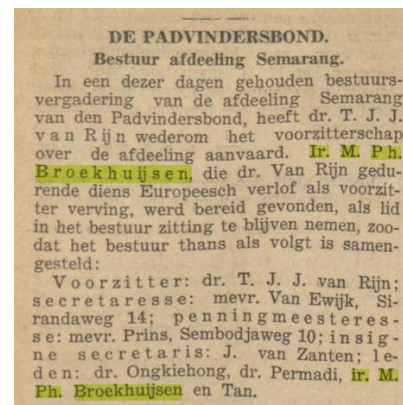 DE PADVINDERSBOND.
Bestuur afdeeling Semarang.
In een dezer dagen gehouden bestuurs-
vergadering van de afdeeling Semarang
van den Padvindersbond, heeft dr. T. J. J.
van Rijn wederom het voorzitterschap
over de afdeeling aanvaard. Ir. M. Ph.
Broekhuijsen, die dr. Van Rijn gedu-
rende diens Europeesch verlof als voorzit-
ter verving, werd bereid gevonden, als lid
in het bestuur zitting te blijven nemen, zoo-
dat het bestuur thans als volgt is samen-
gesteld:
Voorzitter: dr. T. J. J. van Rijn;
secretaresse: mevr. Van Ewijk, Si-
randaweg 14; penningmeesteres-
se: mevr. Prins, Sembodjaweg 10; insig-
ne secretaris: J. van Zanten; le-
den: dr. Ongkiehong, dr. Permadi, ir. M.
Ph. Broekhuijsen en Tan.